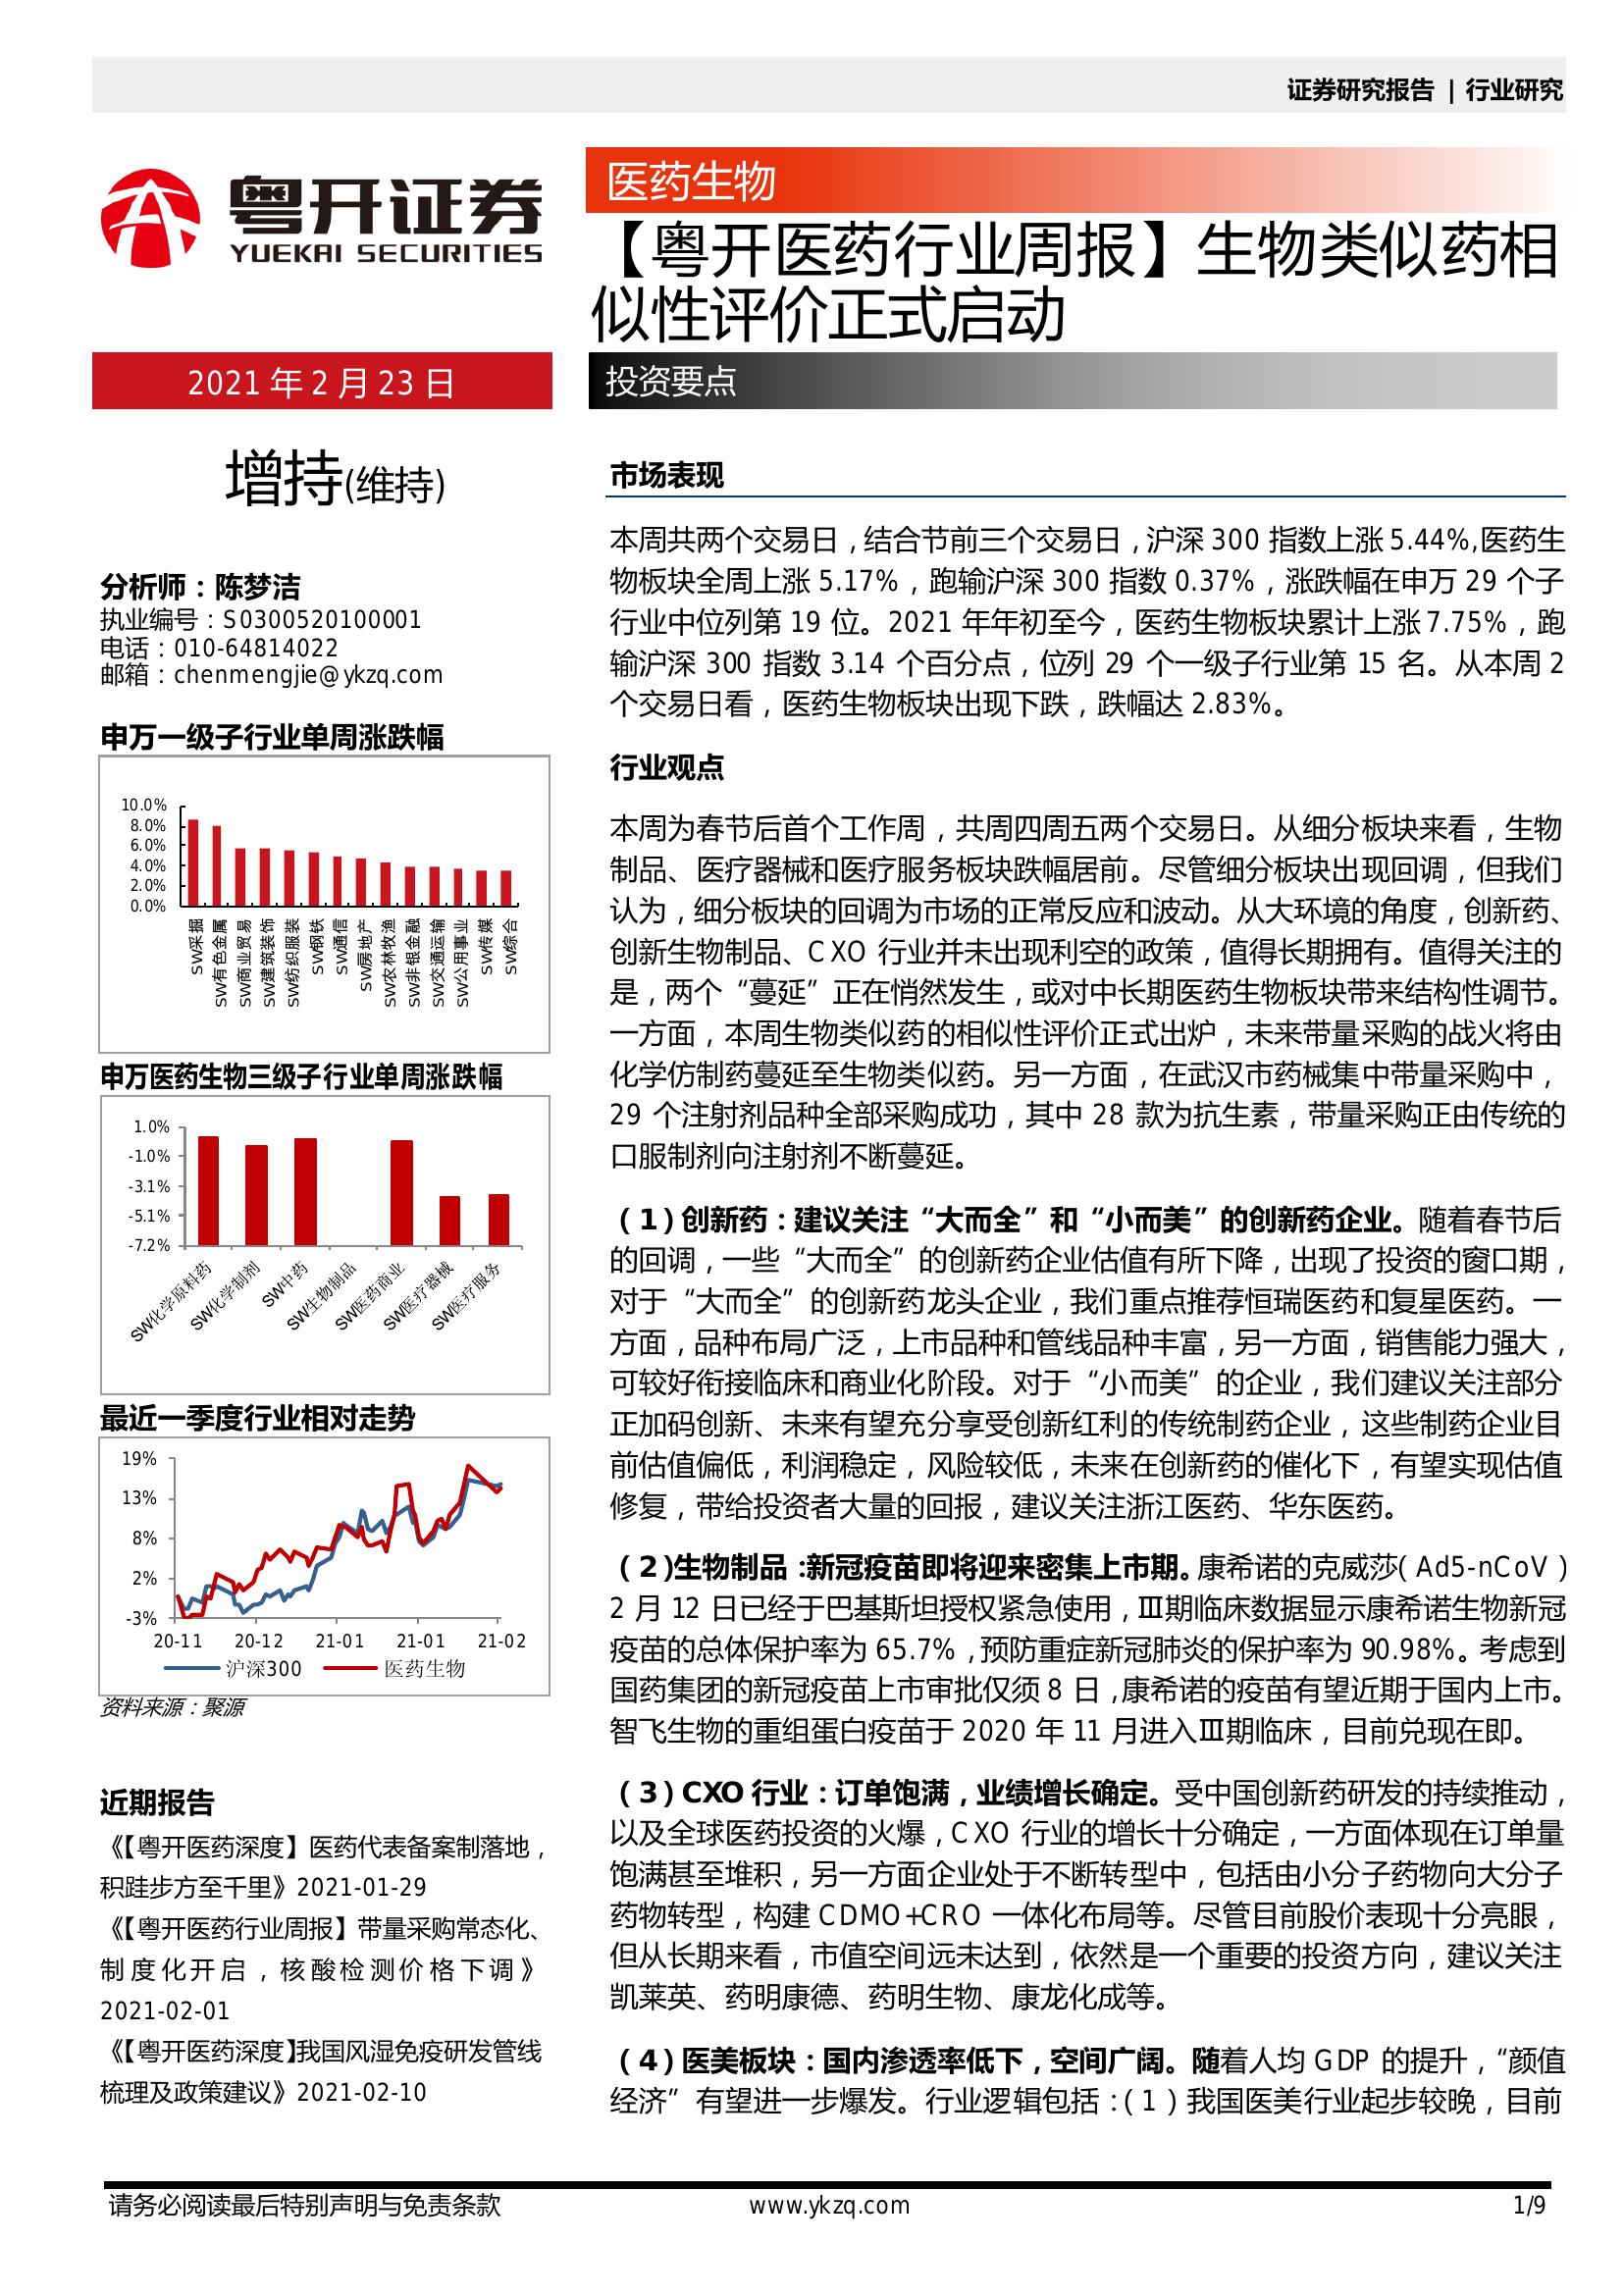 证券研究报告 | 行业研究
粤开证券
YUEKAI SECURITIES
医药生物
【粤开医药行业周报】生物类似药相
似性评价正式启动
2021 年 2 月 23 日
投资要点
增持(维持)
分析师：陈梦洁
执业编号：S0300520100001
电话：010-64814022
邮箱：chenmengjie@ykzq.com
申万一级子行业单周涨跌幅
10.0%
8.0%
6.0%
4.0%
2.0%
0.0%
SW采掘
SW有色金属
SW商业贸易
SW建筑装饰
SW纺织服装
SW钢铁
SW通信
SW房地产
SW农林牧渔
SW非银金融
SW交通运输
SW公用事业
SW传媒
SW综合
申万医药生物三级子行业单周涨跌幅
1.0%
-1.0%
-3.1%
-5.1%
-7.2%
SW化学原料药
SW化学制剂
SW中药
SW生物制品
SW医药商业
SW医疗器械
SW医疗服务
最近一季度行业相对走势
19%
13%
8%
2%
-3%
20-11 20-12 21-01 21-01 21-02
沪深300 医药生物
资料来源：聚源
近期报告
《【粤开医药深度】医药代表备案制落地，
积跬步方至千里》2021-01-29
《【粤开医药行业周报】带量采购常态化、
制度化开启，核酸检测价格下调》
2021-02-01
《【粤开医药深度】我国风湿免疫研发管线
梳理及政策建议》2021-02-10
市场表现
本周共两个交易日，结合节前三个交易日，沪深 300 指数上涨 5.44%,医药生
物板块全周上涨 5.17%，跑输沪深 300 指数 0.37%，涨跌幅在申万 29 个子
行业中位列第 19 位。2021 年年初至今，医药生物板块累计上涨 7.75%，跑
输沪深 300 指数 3.14 个百分点，位列 29 个一级子行业第 15 名。从本周 2
个交易日看，医药生物板块出现下跌，跌幅达 2.83%。
行业观点
本周为春节后首个工作周，共周四周五两个交易日。从细分板块来看，生物
制品、医疗器械和医疗服务板块跌幅居前。尽管细分板块出现回调，但我们
认为，细分板块的回调为市场的正常反应和波动。从大环境的角度，创新药、
创新生物制品、CXO 行业并未出现利空的政策，值得长期拥有。值得关注的
是，两个“蔓延”正在悄然发生，或对中长期医药生物板块带来结构性调节。
一方面，本周生物类似药的相似性评价正式出炉，未来带量采购的战火将由
化学仿制药蔓延至生物类似药。另一方面，在武汉市药械集中带量采购中，
29 个注射剂品种全部采购成功，其中 28 款为抗生素，带量采购正由传统的
口服制剂向注射剂不断蔓延。
（1）创新药：建议关注“大而全”和“小而美”的创新药企业。随着春节后
的回调，一些“大而全”的创新药企业估值有所下降，出现了投资的窗口期，
对于“大而全”的创新药龙头企业，我们重点推荐恒瑞医药和复星医药。一
方面，品种布局广泛，上市品种和管线品种丰富，另一方面，销售能力强大，
可较好衔接临床和商业化阶段。对于“小而美”的企业，我们建议关注部分
正加码创新、未来有望充分享受创新红利的传统制药企业，这些制药企业目
前估值偏低，利润稳定，风险较低，未来在创新药的催化下，有望实现估值
修复，带给投资者大量的回报，建议关注浙江医药、华东医药。
（2）生物制品：新冠疫苗即将迎来密集上市期。康希诺的克威莎（Ad5-nCoV）
2 月 12 日已经于巴基斯坦授权紧急使用，Ⅲ期临床数据显示康希诺生物新冠
疫苗的总体保护率为 65.7%，预防重症新冠肺炎的保护率为 90.98%。考虑到
国药集团的新冠疫苗上市审批仅须 8 日，康希诺的疫苗有望近期于国内上市。
智飞生物的重组蛋白疫苗于 2020 年 11 月进入Ⅲ期临床，目前兑现在即。
（3）CXO 行业：订单饱满，业绩增长确定。受中国创新药研发的持续推动，
以及全球医药投资的火爆，CXO 行业的增长十分确定，一方面体现在订单量
饱满甚至堆积，另一方面企业处于不断转型中，包括由小分子药物向大分子
药物转型，构建 CDMO+CRO 一体化布局等。尽管目前股价表现十分亮眼，
但从长期来看，市值空间远未达到，依然是一个重要的投资方向，建议关注
凯莱英、药明康德、药明生物、康龙化成等。
（4）医美板块：国内渗透率低下，空间广阔。随着人均 GDP 的提升，“颜值
经济”有望进一步爆发。行业逻辑包括：（1）我国医美行业起步较晚，目前
请务必阅读最后特别声明与免责条款
www.ykzq.com
1/9